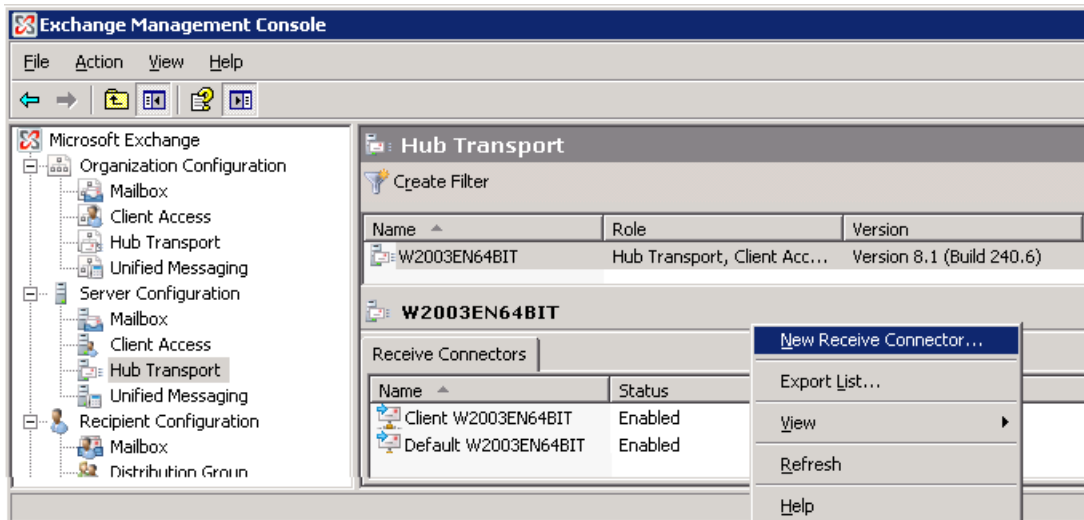 Exchange Management Console
File Action View Help
Microsoft Exchange
Organization Configuration
Mailbox
Client Access
Hub Transport
Unified Messaging
Server Configuration
Mailbox
Client Access
Hub Transport
Unified Messaging
Recipient Configuration
Mailbox
Distribution Group
Hub Transport
Create Filter
Name Role Version
W2003EN64BIT Hub Transport, Client Acc... Version 8.1 (Build 240.6)
W2003EN64BIT
Receive Connectors
Name Status
Client W2003EN64BIT Enabled
Default W2003EN64BIT Enabled
New Receive Connector...
Export List...
View
Refresh
Help